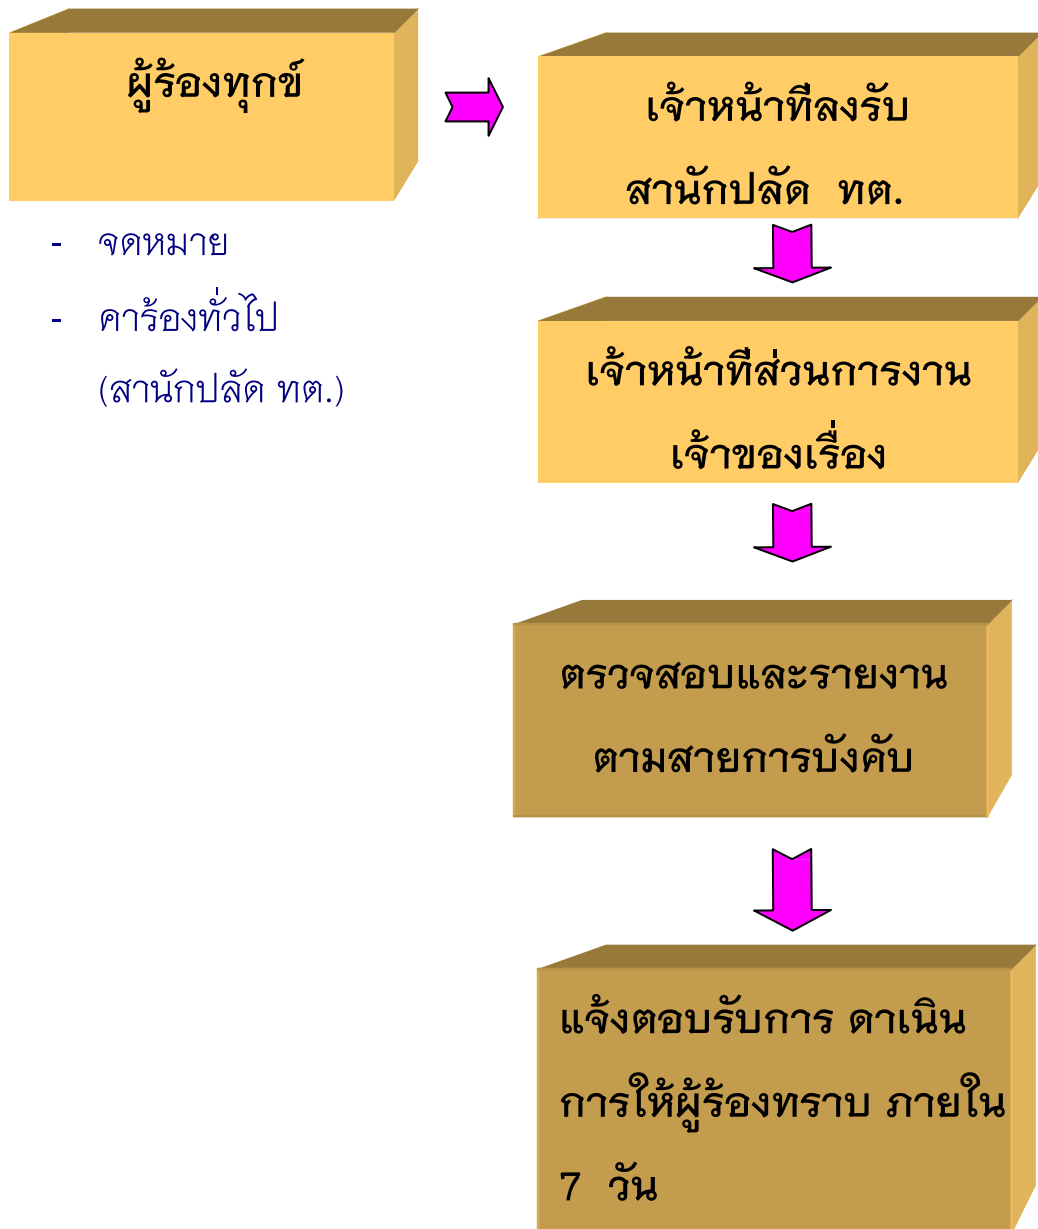 ผู้ร้องทุกข์
- จดหมาย
- คาร้องทั่วไป
(สานักปลัด ทต.)
เจ้าหน้าที่ลงรับ
สานักปลัด ทต.
เจ้าหน้าที่ส่วนการงาน
เจ้าของเรื่อง
ตรวจสอบและรายงาน
ตามสายการบังคับ
แจ้งตอบรับการ ดาเนิน
การให้ผู้ร้องทราบ ภายใน
7 วัน